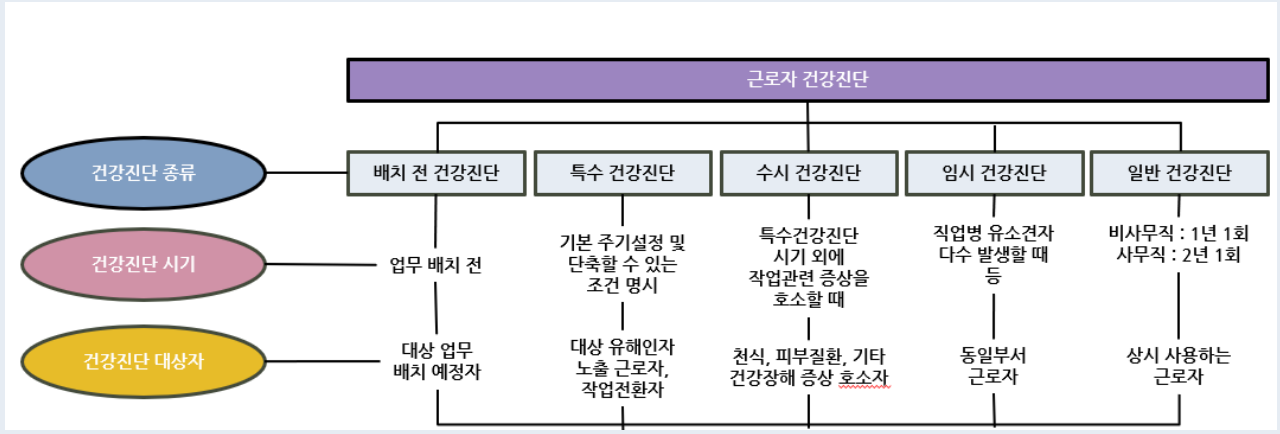 근로자 건강진단
건강진단 종류
배치 전 건강진단
특수 건강진단
수시 건강진단
임시 건강진단
일반 건강진단
건강진단 시기
업무 배치 전
기본 주기설정 및
단축할 수 있는
조건 명시
특수건강진단
시기 외에
작업관련 증상을
호소할 때
직업병 유소견자
다수 발생할 때
등
비사무직 : 1년 1회
사무직 : 2년 1회
건강진단 대상자
대상 업무
배치 예정자
대상 유해인자
노출 근로자,
작업전환자
천식, 피부질환, 기타
건강장해 증상 호소자
동일부서
근로자
상시 사용하는
근로자